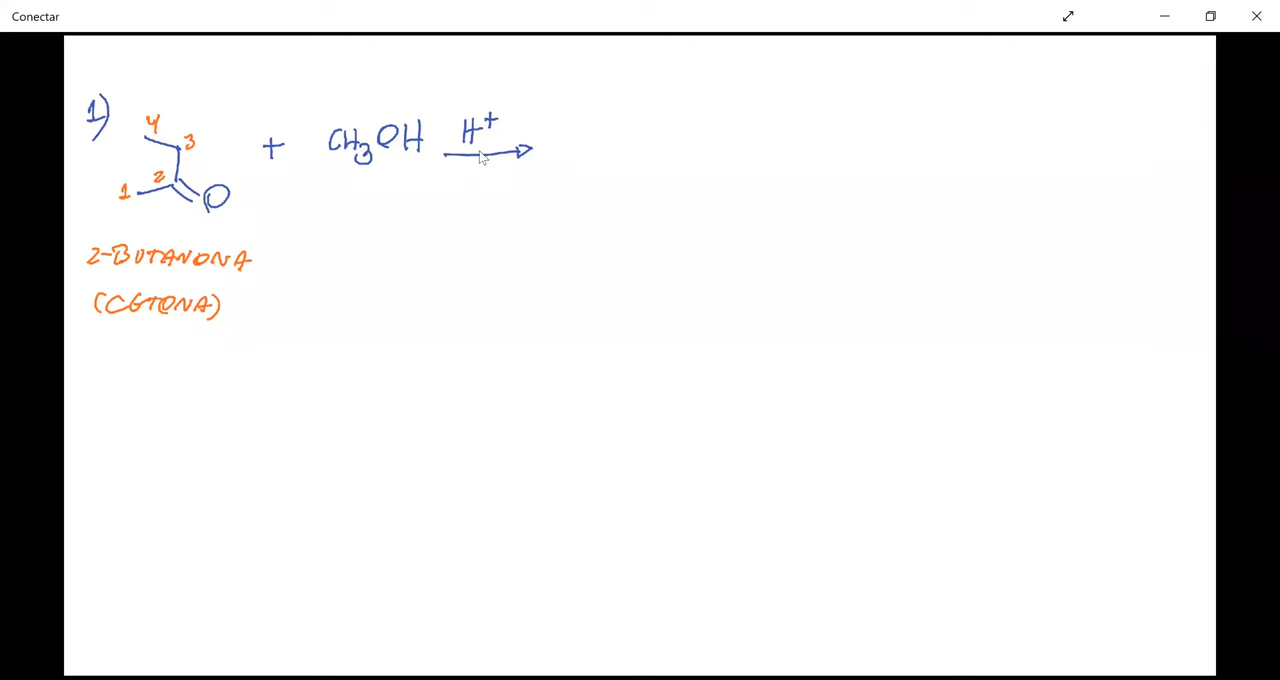 Conectar
1)
4
3
2
1
O
+ CH3OH H+
2-BUTANONA
(CETONA)